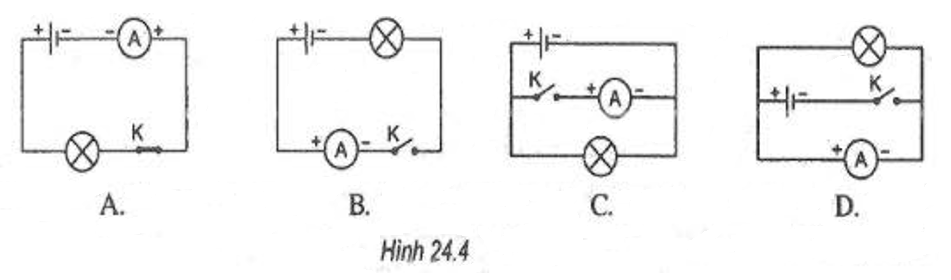 + - - A +
K
A.
+ -
+ A - K
B.
+ -
K + A -
C.
+ - K
+ A -
D.
Hình 24.4